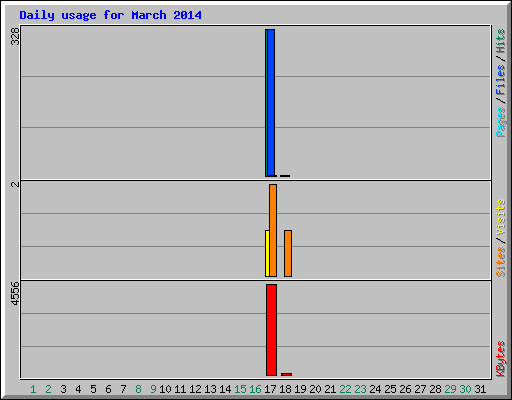 Daily usage for March 2014
328
2
4556
Pages / Files / Hits
Sites / Visits
KBytes
1 2 3 4 5 6 7 8 9 10 11 12 13 14 15 16 17 18 19 20 21 22 23 24 25 26 27 28 29 30 31